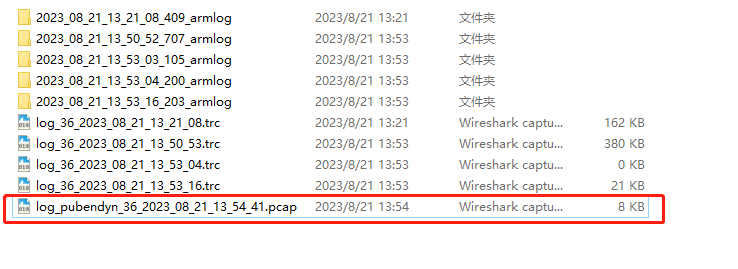 2023_08_21_13_21_08_409_armlog 2023/8/21 13:21 文件夹
2023_08_21_13_50_52_707_armlog 2023/8/21 13:53 文件夹
2023_08_21_13_53_03_105_armlog 2023/8/21 13:53 文件夹
2023_08_21_13_53_04_200_armlog 2023/8/21 13:53 文件夹
2023_08_21_13_53_16_203_armlog 2023/8/21 13:53 文件夹
log_36_2023_08_21_13_21_08.trc 2023/8/21 13:21 Wireshark captu... 162 KB
log_36_2023_08_21_13_50_53.trc 2023/8/21 13:53 Wireshark captu... 380 KB
log_36_2023_08_21_13_53_04.trc 2023/8/21 13:53 Wireshark captu... 0 KB
log_36_2023_08_21_13_53_16.trc 2023/8/21 13:53 Wireshark captu... 21 KB
log_pubendyn_36_2023_08_21_13_54_41.pcap 2023/8/21 13:54 Wireshark captu... 8 KB